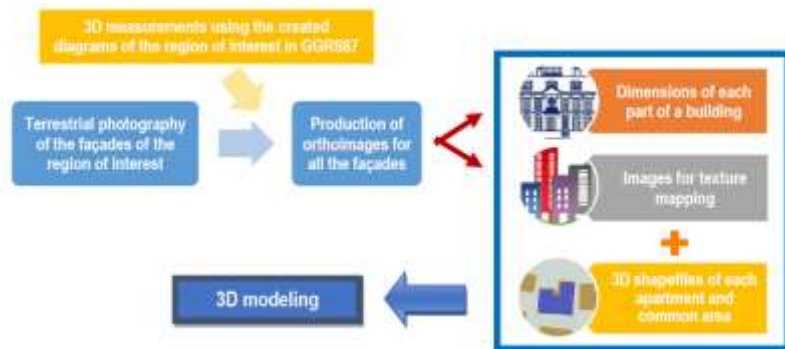 3D measurements using the created
diagrams of the region of interest in GGRS87
Terrestrial photography
of the façades of the
region of interest
Production of
orthoimages for
all the façades
Dimensions of each
part of a building
Images for texture
mapping
3D shapefiles of each
apartment and
common area
3D modeling